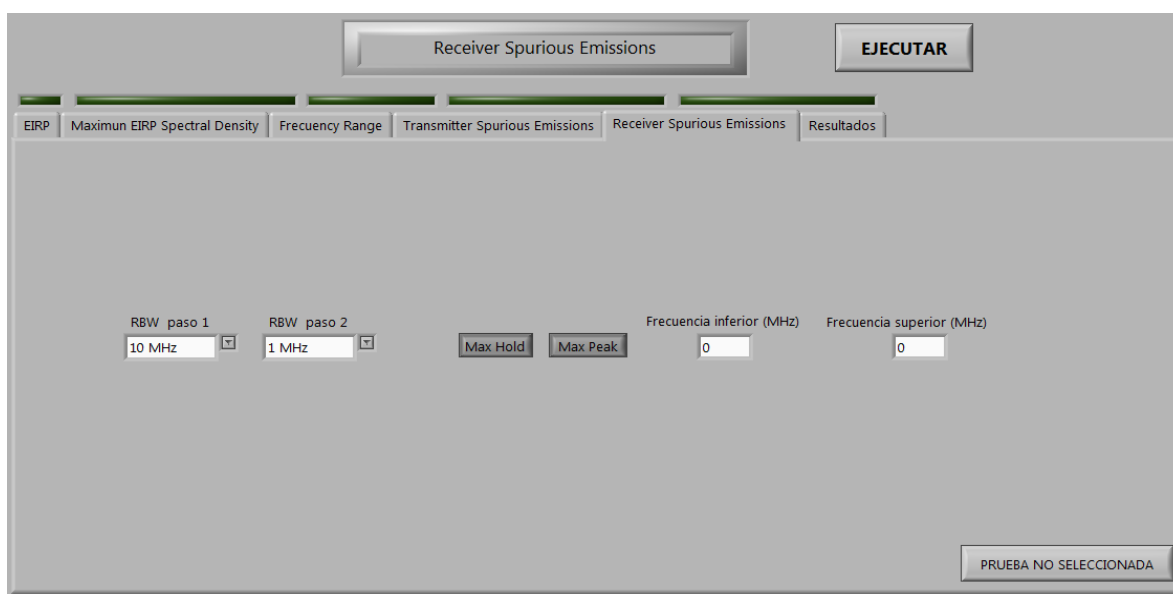 Receiver Spurious Emissions
EJECUTAR
EIRP
Maximun EIRP Spectral Density
Frecuency Range
Transmitter Spurious Emissions
Receiver Spurious Emissions
Resultados
RBW paso 1
RBW paso 2
Frecuencia inferior (MHz)
Frecuencia superior (MHz)
10 MHz
1 MHz
Max Hold
Max Peak
0
0
PRUEBA NO SELECCIONADA